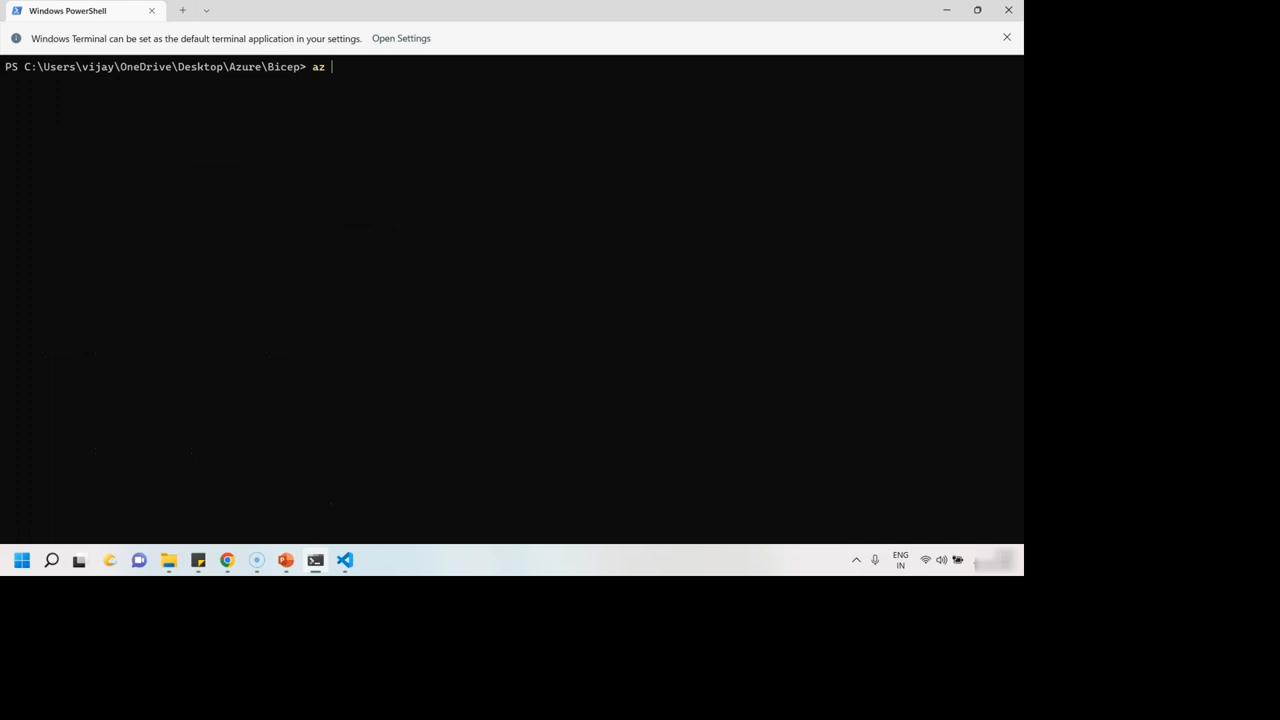 Windows PowerShell
Windows Terminal can be set as the default terminal application in your settings. Open Settings
PS C:\Users\vijay\OneDrive\Desktop\Azure\Bicep> az
ENG
IN